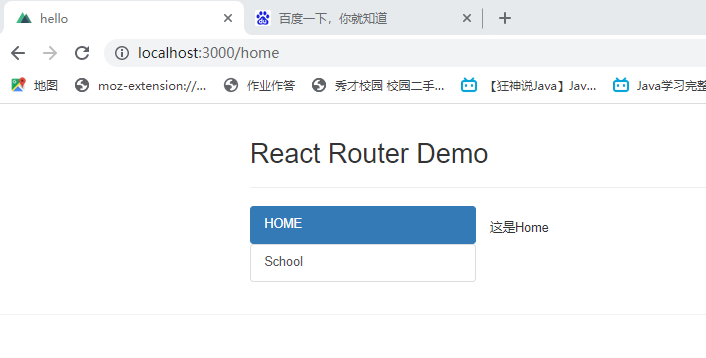 hello
百度一下，你就知道
localhost:3000/home
地图
moz-extension://...
作业作答
秀才校园 校园二手...
【狂神说Java】Jav...
Java学习完整
React Router Demo
HOME
这是Home
School